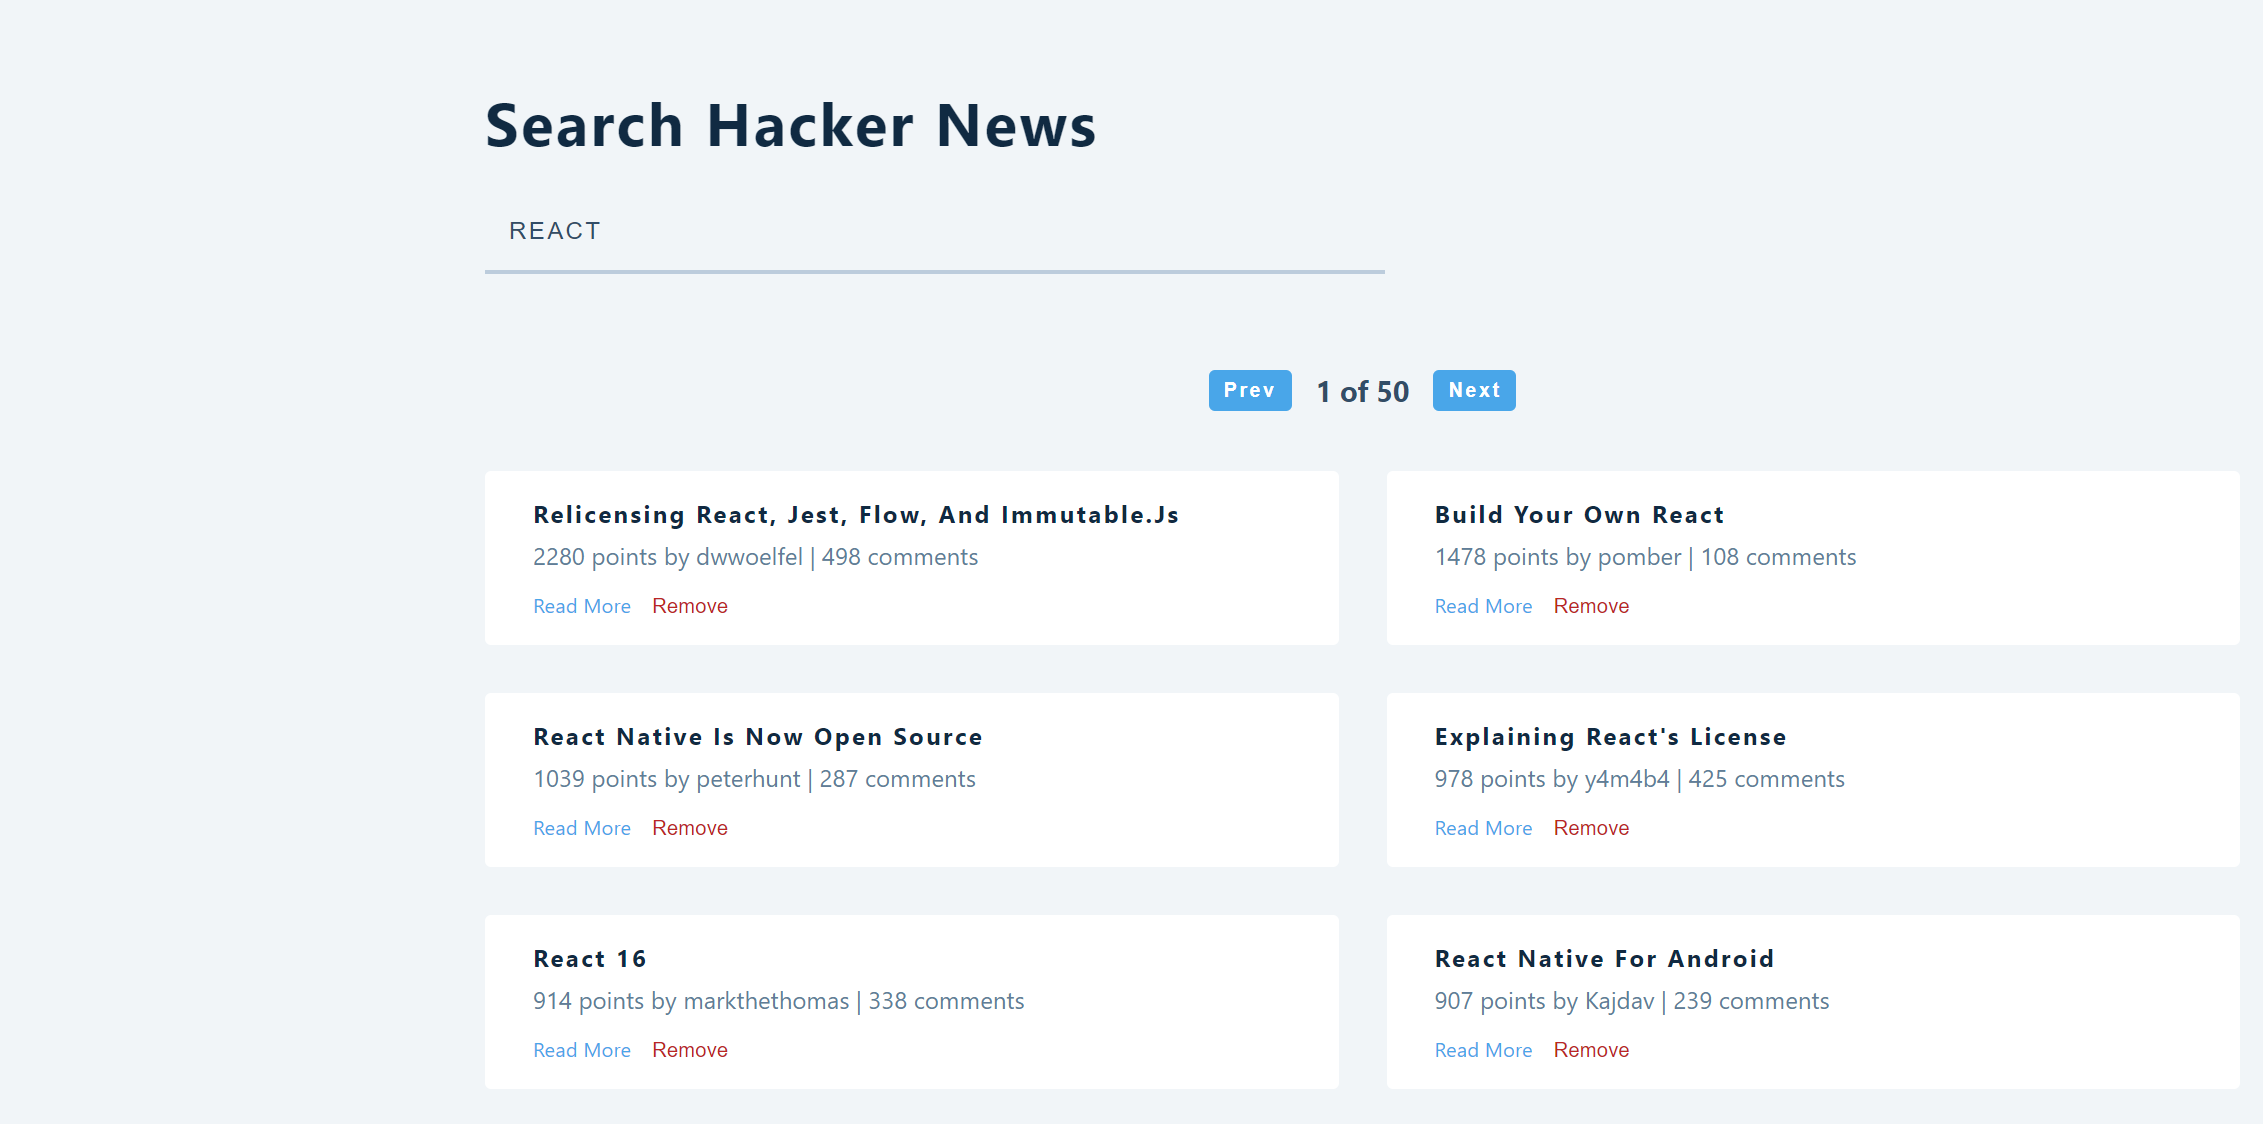 Search Hacker News
REACT
Prev 1 of 50 Next
Relicensing React, Jest, Flow, And Immutable.Js
2280 points by dwwoelfel | 498 comments
Read More Remove
Build Your Own React
1478 points by pomber | 108 comments
Read More Remove
React Native Is Now Open Source
1039 points by peterhunt | 287 comments
Read More Remove
Explaining React's License
978 points by y4m4b4 | 425 comments
Read More Remove
React 16
914 points by markthethomas | 338 comments
Read More Remove
React Native For Android
907 points by Kajdav | 239 comments
Read More Remove